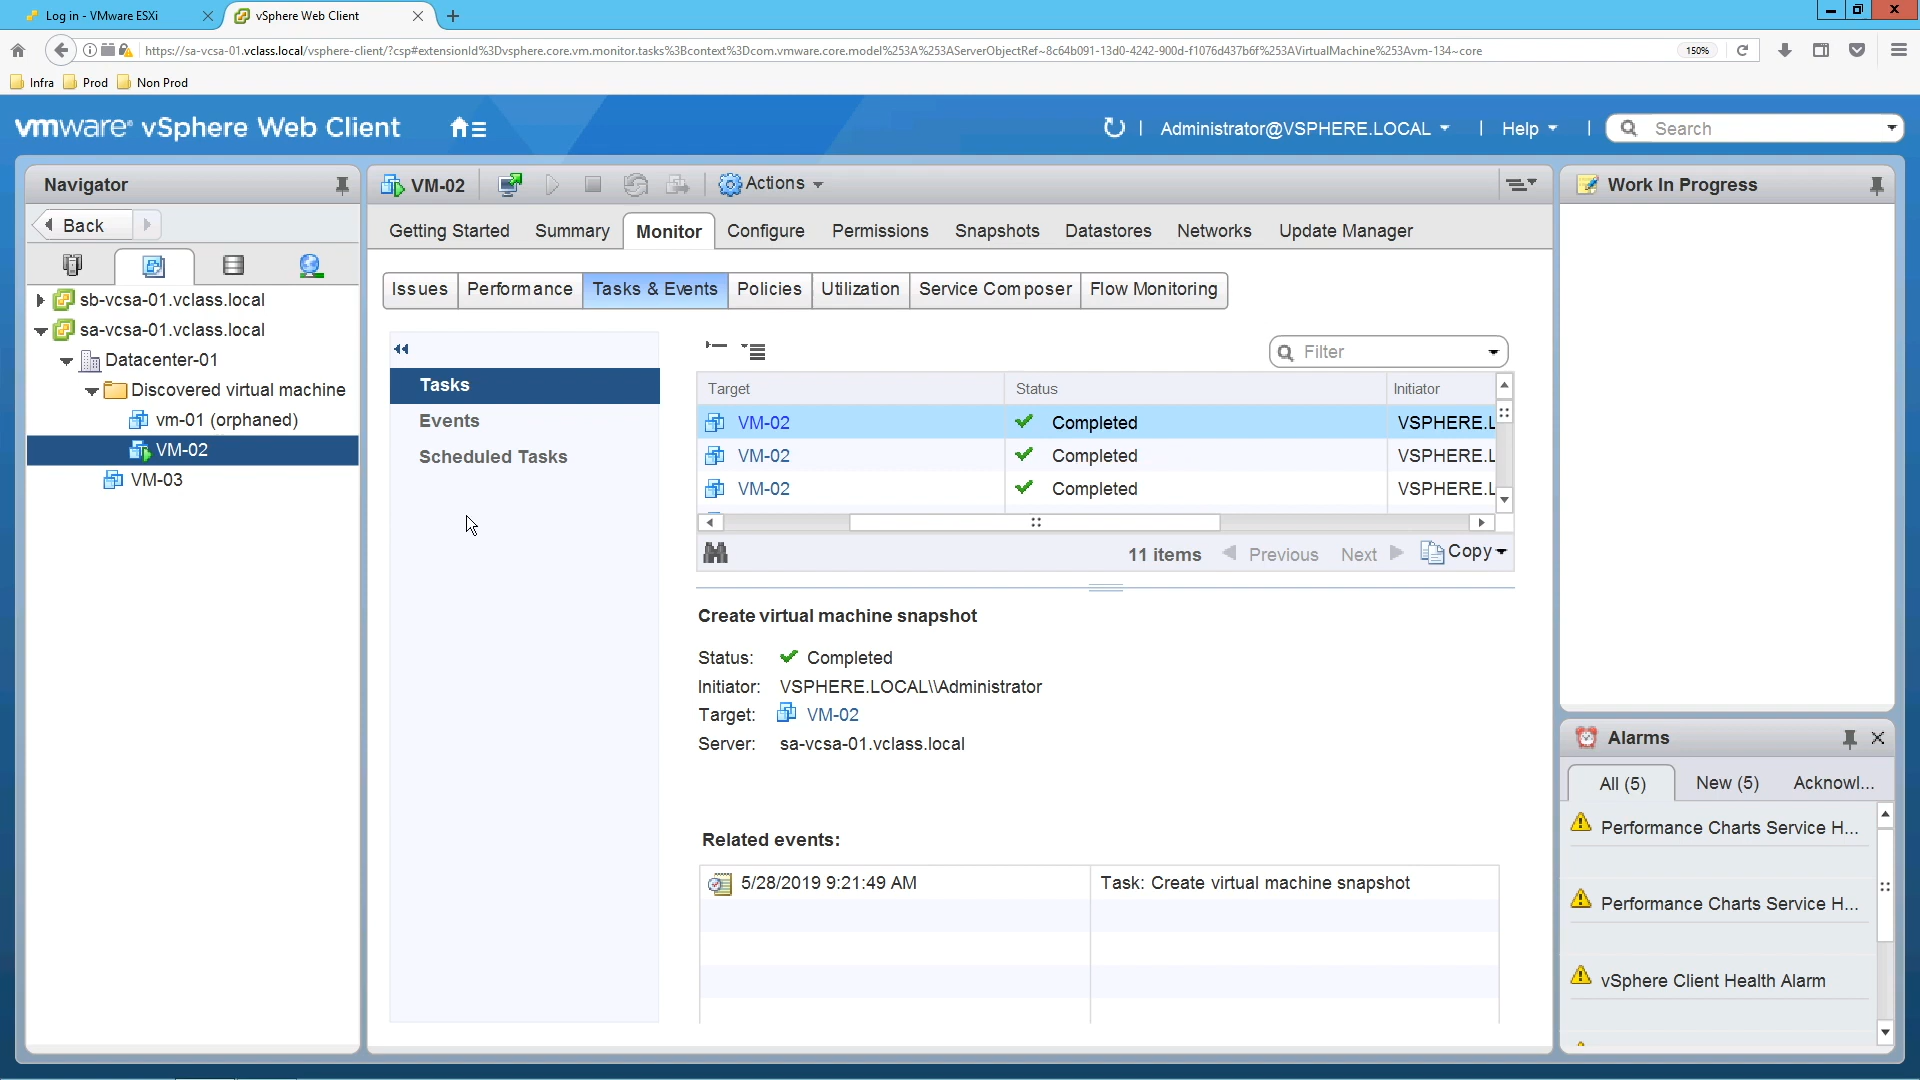 Log in - VMware ESXi
vSphere Web Client
https://sa-vcsa-01.vclass.local/vsphere-client/?csp#extensionId%3Dvsphere.core.vm.monitor.tasks%3Bcontext%3Dcom.vmware.core.model%253A%253AServerObjectRef~8c64b091-13d0-4242-900d-f1076d437b6f%253AVirtualMachine%253Avm-134~core
150%
Infra Prod Non Prod
vmware® vSphere Web Client
Administrator@VSPHERE.LOCAL | Help | Search
Navigator
Back
sb-vcsa-01.vclass.local
sa-vcsa-01.vclass.local
Datacenter-01
Discovered virtual machine
vm-01 (orphaned)
VM-02
VM-03
VM-02 Actions
Getting Started Summary Monitor Configure Permissions Snapshots Datastores Networks Update Manager
Issues Performance Tasks & Events Policies Utilization Service Composer Flow Monitoring
Tasks
Events
Scheduled Tasks
Filter
Target Status Initiator
VM-02 Completed VSPHERE.L
VM-02 Completed VSPHERE.L
VM-02 Completed VSPHERE.L
11 items Previous Next Copy
Create virtual machine snapshot
Status: Completed
Initiator: VSPHERE.LOCAL\\Administrator
Target: VM-02
Server: sa-vcsa-01.vclass.local
Related events:
5/28/2019 9:21:49 AM Task: Create virtual machine snapshot
Work In Progress
Alarms
All (5) New (5) Acknowl...
Performance Charts Service H...
Performance Charts Service H...
vSphere Client Health Alarm